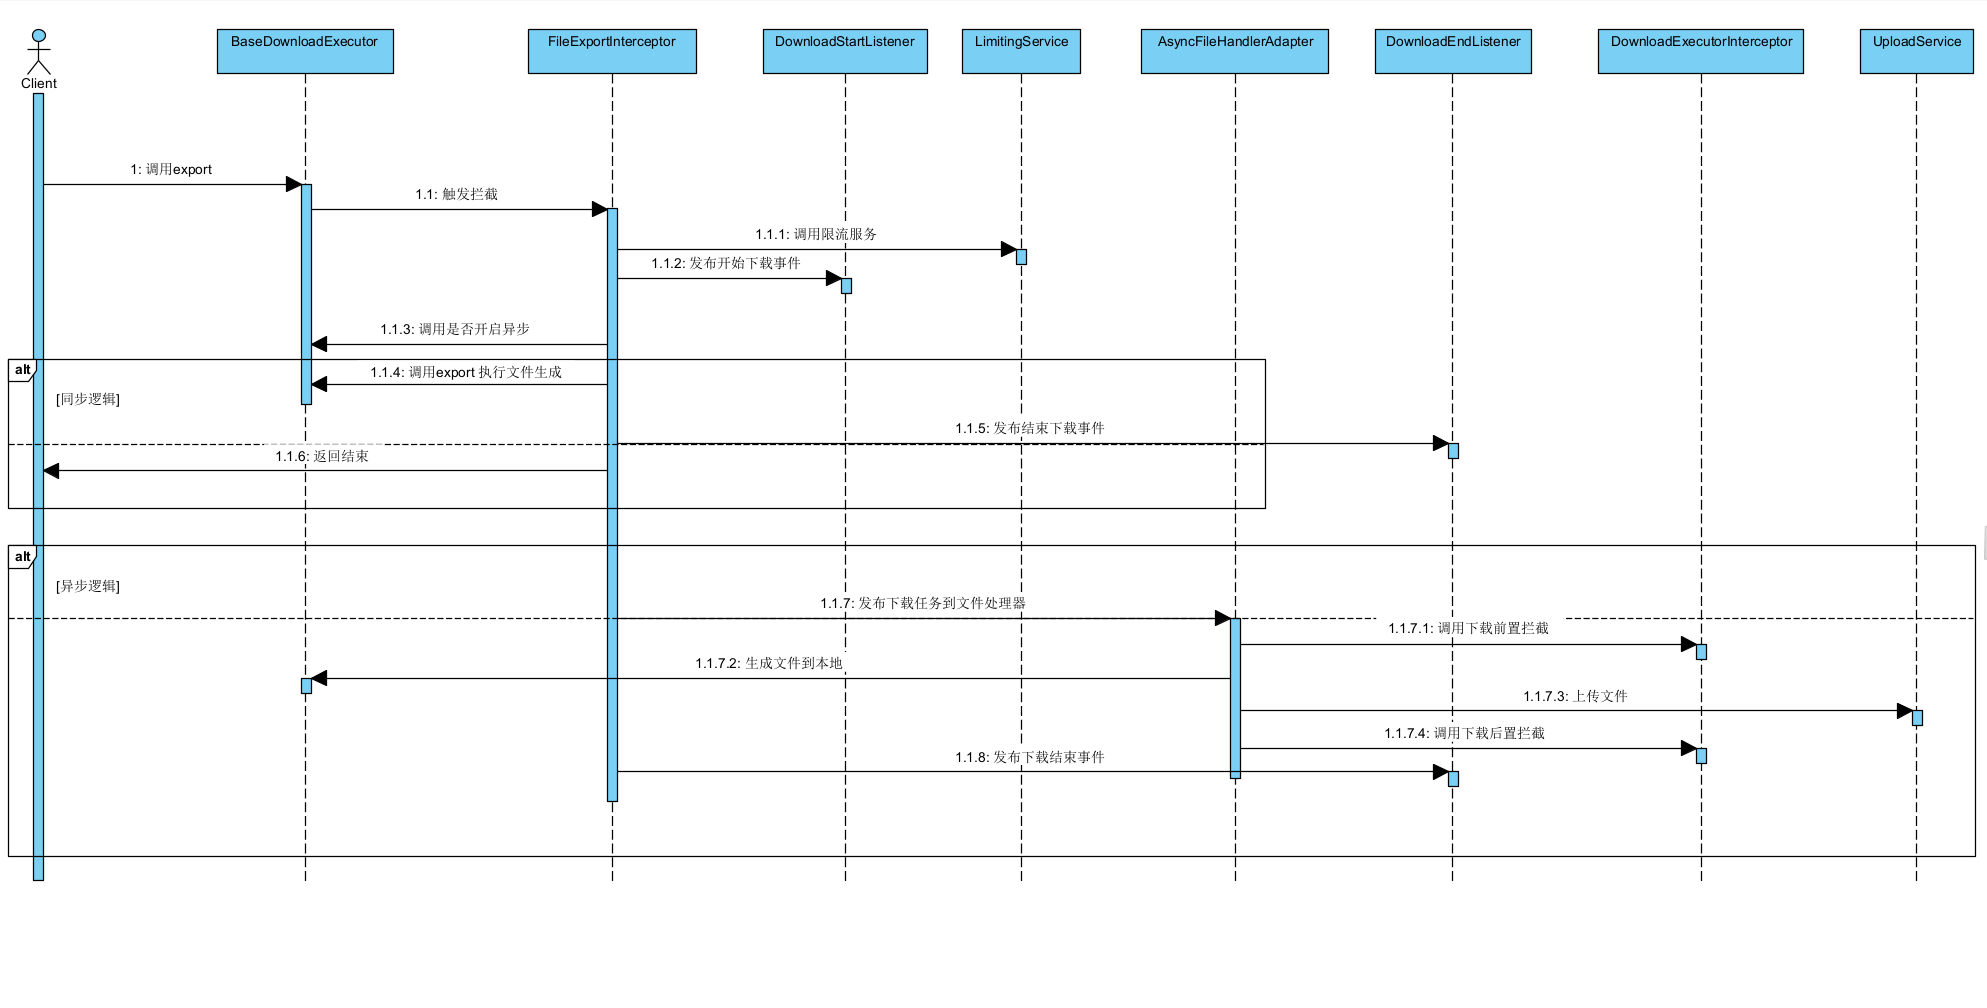 Client
BaseDownloadExecutor
FileExportInterceptor
DownloadStartListener
LimitingService
AsyncFileHandlerAdapter
DownloadEndListener
DownloadExecutorInterceptor
UploadService
1: 调用export
1.1: 触发拦截
1.1.1: 调用限流服务
1.1.2: 发布开始下载事件
1.1.3: 调用是否开启异步
alt
1.1.4: 调用export 执行文件生成
[同步逻辑]
1.1.5: 发布结束下载事件
1.1.6: 返回结束
alt
[异步逻辑]
1.1.7: 发布下载任务到文件处理器
1.1.7.1: 调用下载前置拦截
1.1.7.2: 生成文件到本地
1.1.7.3: 上传文件
1.1.7.4: 调用下载后置拦截
1.1.8: 发布下载结束事件